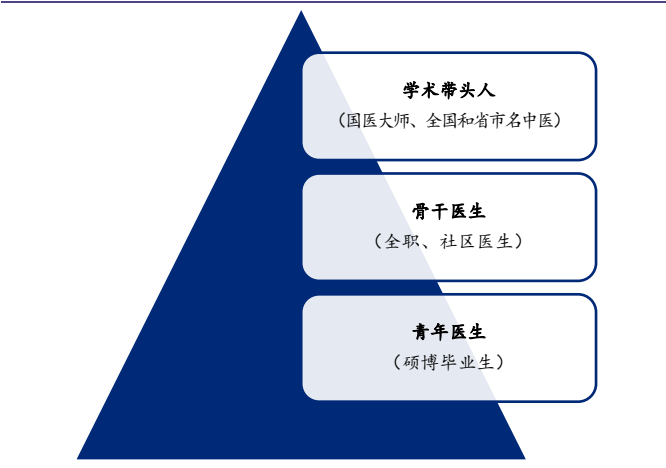 学术带头人
（国医大师、全国和省市名中医）
骨干医生
（全职、社区医生）
青年医生
（硕博毕业生）